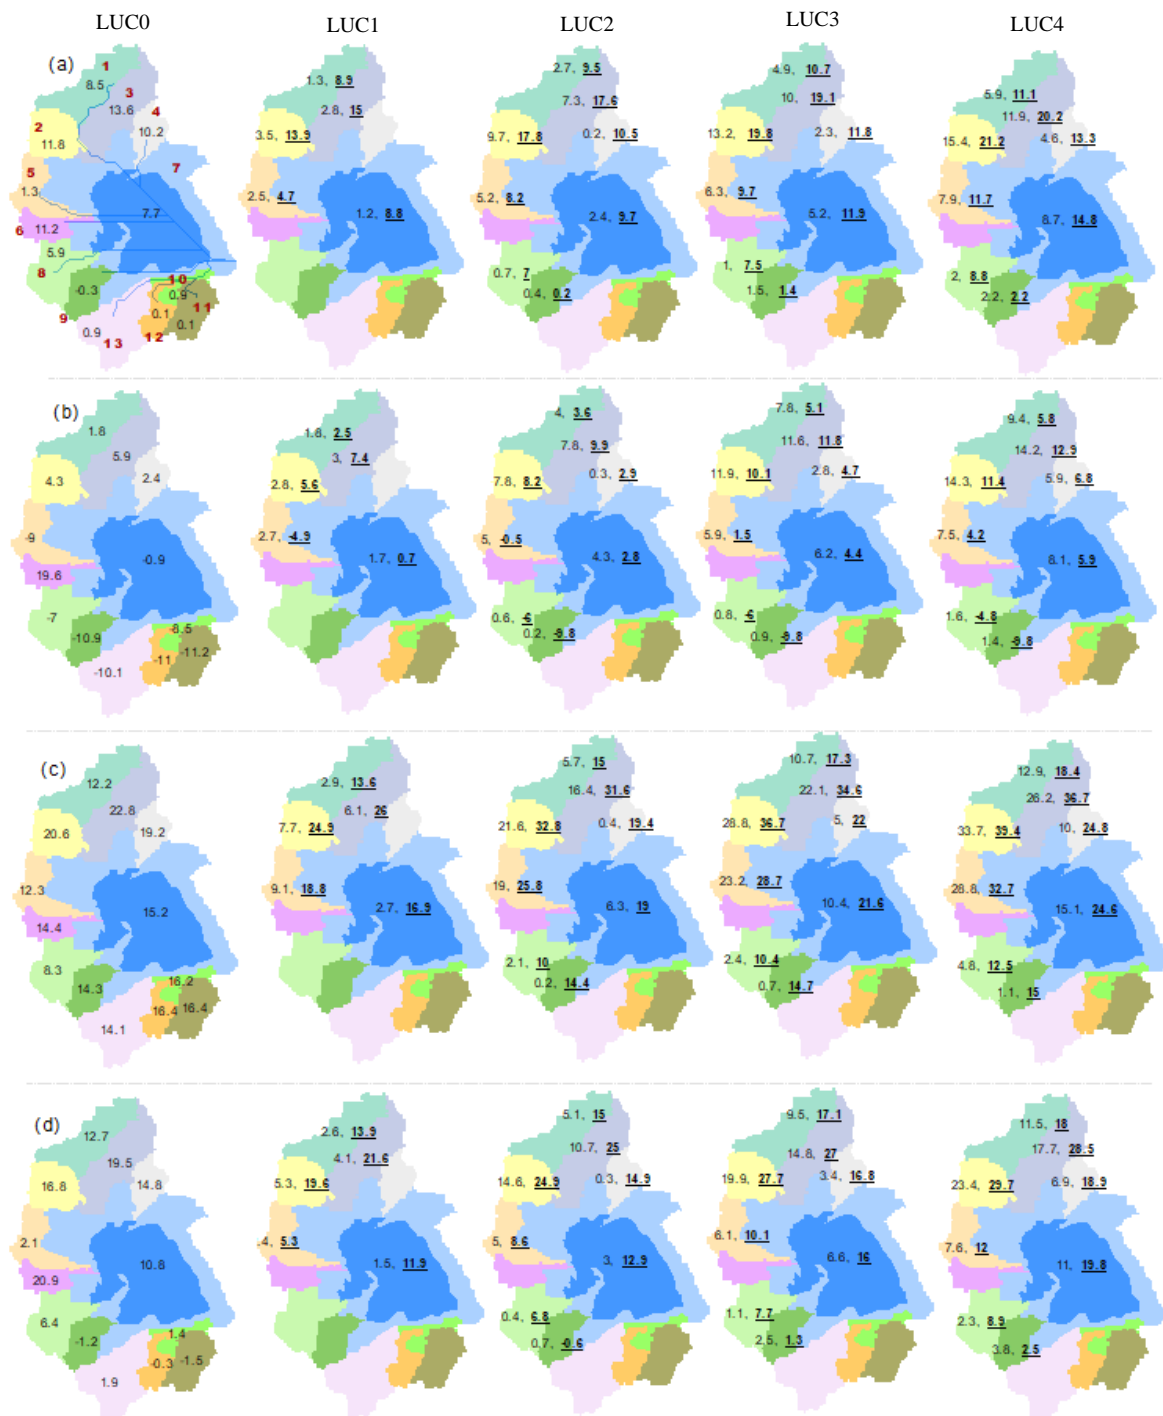 LUC0 LUC1 LUC2 LUC3 LUC4
(a)
1 8.5 3 13.6 4 10.2 2 11.8 7 5 1.3 7.7 6 11.2 5.9 8 10 -0.3 0.9 11 9 0.1 0.1 0.9 12 13
1.3, 8.9 2.8, 15 3.5, 13.9 2.5, 4.7 1.2, 8.8
2.7, 9.5 7.3, 17.6 9.7, 17.8 0.2, 10.5 5.2, 8.2 2.4, 9.7 0.7, 7 0.4, 0.2
4.9, 10.7 10, 19.1 13.2, 19.8 2.3, 11.8 6.3, 9.7 5.2, 11.9 1, 7.5 1.5, 1.4
5.9, 11.1 11.9, 20.2 15.4, 21.2 4.6, 13.3 7.9, 11.7 8.7, 14.8 2, 8.8 2.2, 2.2
(b)
1.8 5.9 2.4 4.3 -9 -0.9 19.6 -7 -10.9 -8.5 -11 -11.2 -10.1
1.8, 2.5 3, 7.4 2.8, 5.6 2.7, -4.9 1.7, 0.7
4, 3.6 7.8, 9.9 7.8, 8.2 0.3, 2.9 5, -0.5 4.3, 2.8 0.6, -6 0.2, -9.8
7.8, 5.1 11.6, 11.8 11.9, 10.1 2.8, 4.7 5.9, 1.5 6.2, 4.4 0.8, -6 0.9, -9.8
9.4, 5.8 14.2, 12.9 14.3, 11.4 5.9, 6.8 7.5, 4.2 8.1, 5.9 1.6, -4.8 1.4, -9.8
(c)
12.2 22.8 20.6 19.2 12.3 15.2 14.4 8.3 14.3 16.2 16.4 16.4 14.1
2.9, 13.6 6.1, 26 7.7, 24.9 9.1, 18.8 2.7, 16.9
5.7, 15 16.4, 31.6 21.6, 32.8 0.4, 19.4 19, 25.8 6.3, 19 2.1, 10 0.2, 14.4
10.7, 17.3 22.1, 34.6 28.8, 36.7 5, 22 23.2, 28.7 10.4, 21.6 2.4, 10.4 0.7, 14.7
12.9, 18.4 26.2, 36.7 33.7, 39.4 10, 24.8 28.8, 32.7 15.1, 24.6 4.8, 12.5 1.1, 15
(d)
12.7 19.5 16.8 14.8 2.1 10.8 20.9 6.4 -1.2 1.4 -0.3 -1.5 1.9
2.6, 13.9 4.1, 21.6 5.3, 19.6 .4, 5.3 1.5, 11.9
5.1, 15 10.7, 25 14.6, 24.9 0.3, 14.9 5, 8.6 3, 12.9 0.4, 6.8 0.7, -0.6
9.5, 17.1 14.8, 27 19.9, 27.7 3.4, 16.8 6.1, 10.1 6.6, 16 1.1, 7.7 2.5, 1.3
11.5, 18 17.7, 28.5 23.4, 29.7 6.9, 18.9 7.6, 12 11, 19.8 2.3, 8.9 3.8, 2.5